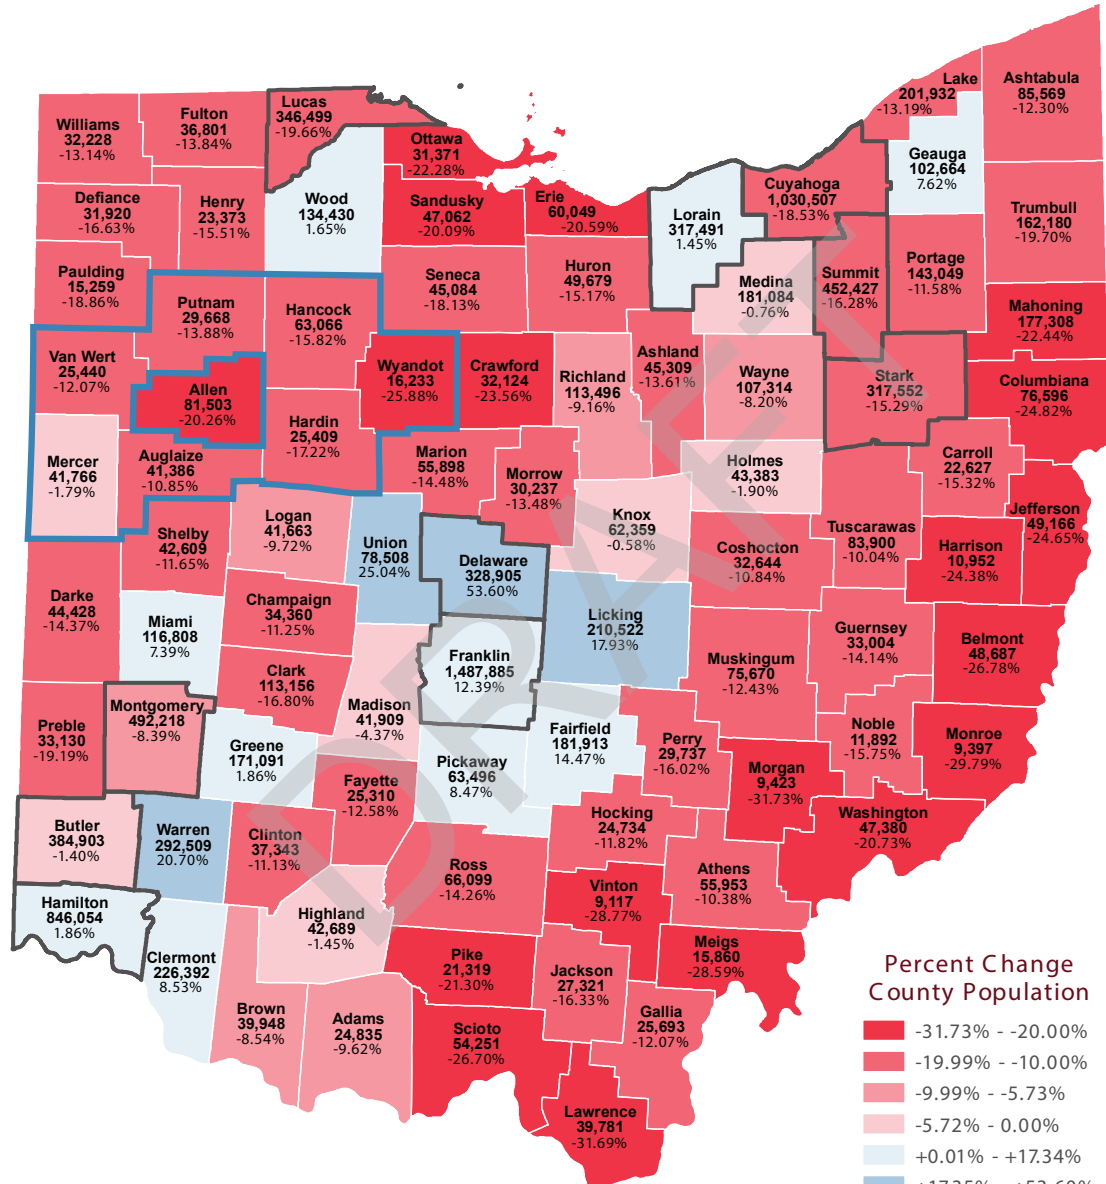 Williams
32,228
-13.14%
Fulton
36,801
-13.84%
Lucas
346,499
-19.66%
Ottawa
31,371
-22.28%
Lake
201,932
-13.19%
Ashtabula
85,569
-12.30%
Geauga
102,664
7.62%
Defiance
31,920
-16.63%
Henry
23,373
-15.51%
Wood
134,430
1.65%
Sandusky
47,062
-20.09%
Erie
60,049
-20.59%
Lorain
317,491
1.45%
Cuyahoga
1,030,507
-18.53%
Trumbull
162,180
-19.70%
Paulding
15,259
-18.86%
Putnam
29,668
-13.88%
Hancock
63,066
-15.82%
Seneca
45,084
-18.13%
Huron
49,679
-15.17%
Medina
181,084
-0.76%
Summit
452,427
-16.28%
Portage
143,049
-11.58%
Mahoning
177,308
-22.44%
Van Wert
25,440
-12.07%
Allen
81,503
-20.26%
Wyandot
16,233
-25.88%
Crawford
32,124
-23.56%
Richland
113,496
-9.16%
Ashland
45,309
-13.61%
Wayne
107,314
-8.20%
Stark
317,552
-15.29%
Columbiana
76,596
-24.82%
Mercer
41,766
-1.79%
Auglaize
41,386
-10.85%
Hardin
25,409
-17.22%
Marion
55,898
-14.48%
Morrow
30,237
-13.48%
Holmes
43,383
-1.90%
Carroll
22,627
-15.32%
Jefferson
49,166
-24.65%
Shelby
42,609
-11.65%
Logan
41,663
-9.72%
Union
78,508
25.04%
Delaware
328,905
53.60%
Knox
62,359
-0.58%
Coshocton
32,644
-10.84%
Tuscarawas
83,900
-10.04%
Harrison
10,952
-24.38%
Darke
44,428
-14.37%
Miami
116,808
7.39%
Champaign
34,360
-11.25%
Licking
210,522
17.93%
Guernsey
33,004
-14.14%
Belmont
48,687
-26.78%
Clark
113,156
-16.80%
Franklin
1,487,885
12.39%
Muskingum
75,670
-12.43%
Preble
33,130
-19.19%
Montgomery
492,218
-8.39%
Greene
171,091
1.86%
Madison
41,909
-4.37%
Pickaway
63,496
8.47%
Fairfield
181,913
14.47%
Perry
29,737
-16.02%
Morgan
9,423
-31.73%
Noble
11,892
-15.75%
Monroe
9,397
-29.79%
Fayette
25,310
-12.58%
Butler
384,903
-1.40%
Warren
292,509
20.70%
Clinton
37,343
-11.13%
Hocking
24,734
-11.82%
Washington
47,380
-20.73%
Ross
66,099
-14.26%
Athens
55,953
-10.38%
Hamilton
846,054
1.86%
Highland
42,689
-1.45%
Vinton
9,117
-28.77%
Clermont
226,392
8.53%
Pike
21,319
-21.30%
Jackson
27,321
-16.33%
Meigs
15,860
-28.59%
Brown
39,948
-8.54%
Adams
24,835
-9.62%
Scioto
54,251
-26.70%
Gallia
25,693
-12.07%
Lawrence
39,781
-31.69%
DRAFT
Percent Change
County Population
-31.73% - -20.00%
-19.99% - -10.00%
-9.99% - -5.73%
-5.72% - 0.00%
+0.01% - +17.34%
+17.35% - +53.60%